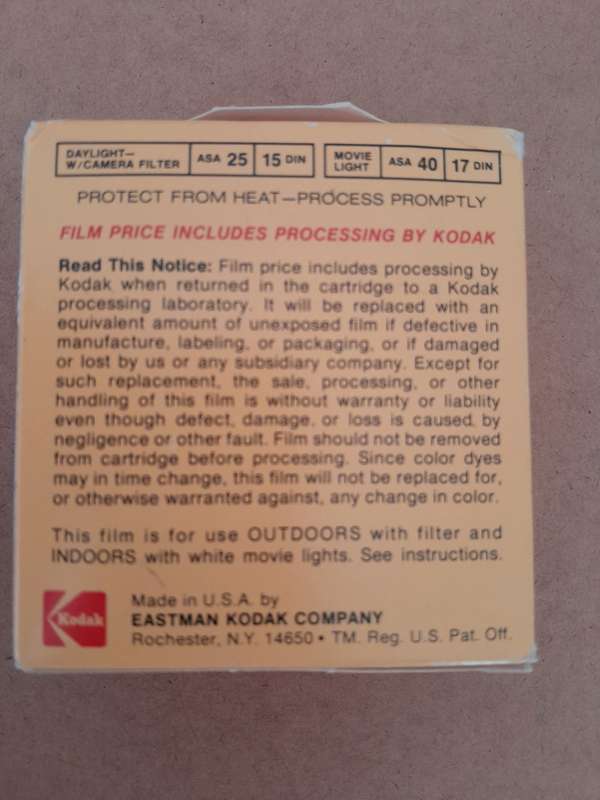 DAYLIGHT—
W/CAMERA FILTER
ASA 25
15 DIN
MOVIE
LIGHT
ASA 40
17 DIN
PROTECT FROM HEAT—PROCESS PROMPTLY
FILM PRICE INCLUDES PROCESSING BY KODAK
Read This Notice: Film price includes processing by
Kodak when returned in the cartridge to a Kodak
processing laboratory. It will be replaced with an
equivalent amount of unexposed film if defective in
manufacture, labeling, or packaging, or if damaged
or lost by us or any subsidiary company. Except for
such replacement, the sale, processing, or other
handling of this film is without warranty or liability
even though defect, damage, or loss is caused by
negligence or other fault. Film should not be removed
from cartridge before processing. Since color dyes
may in time change, this film will not be replaced for,
or otherwise warranted against, any change in color.
This film is for use OUTDOORS with filter and
INDOORS with white movie lights. See instructions.
Kodak
Made in U.S.A. by
EASTMAN KODAK COMPANY
Rochester, N.Y. 14650 • TM. Reg. U.S. Pat. Off.